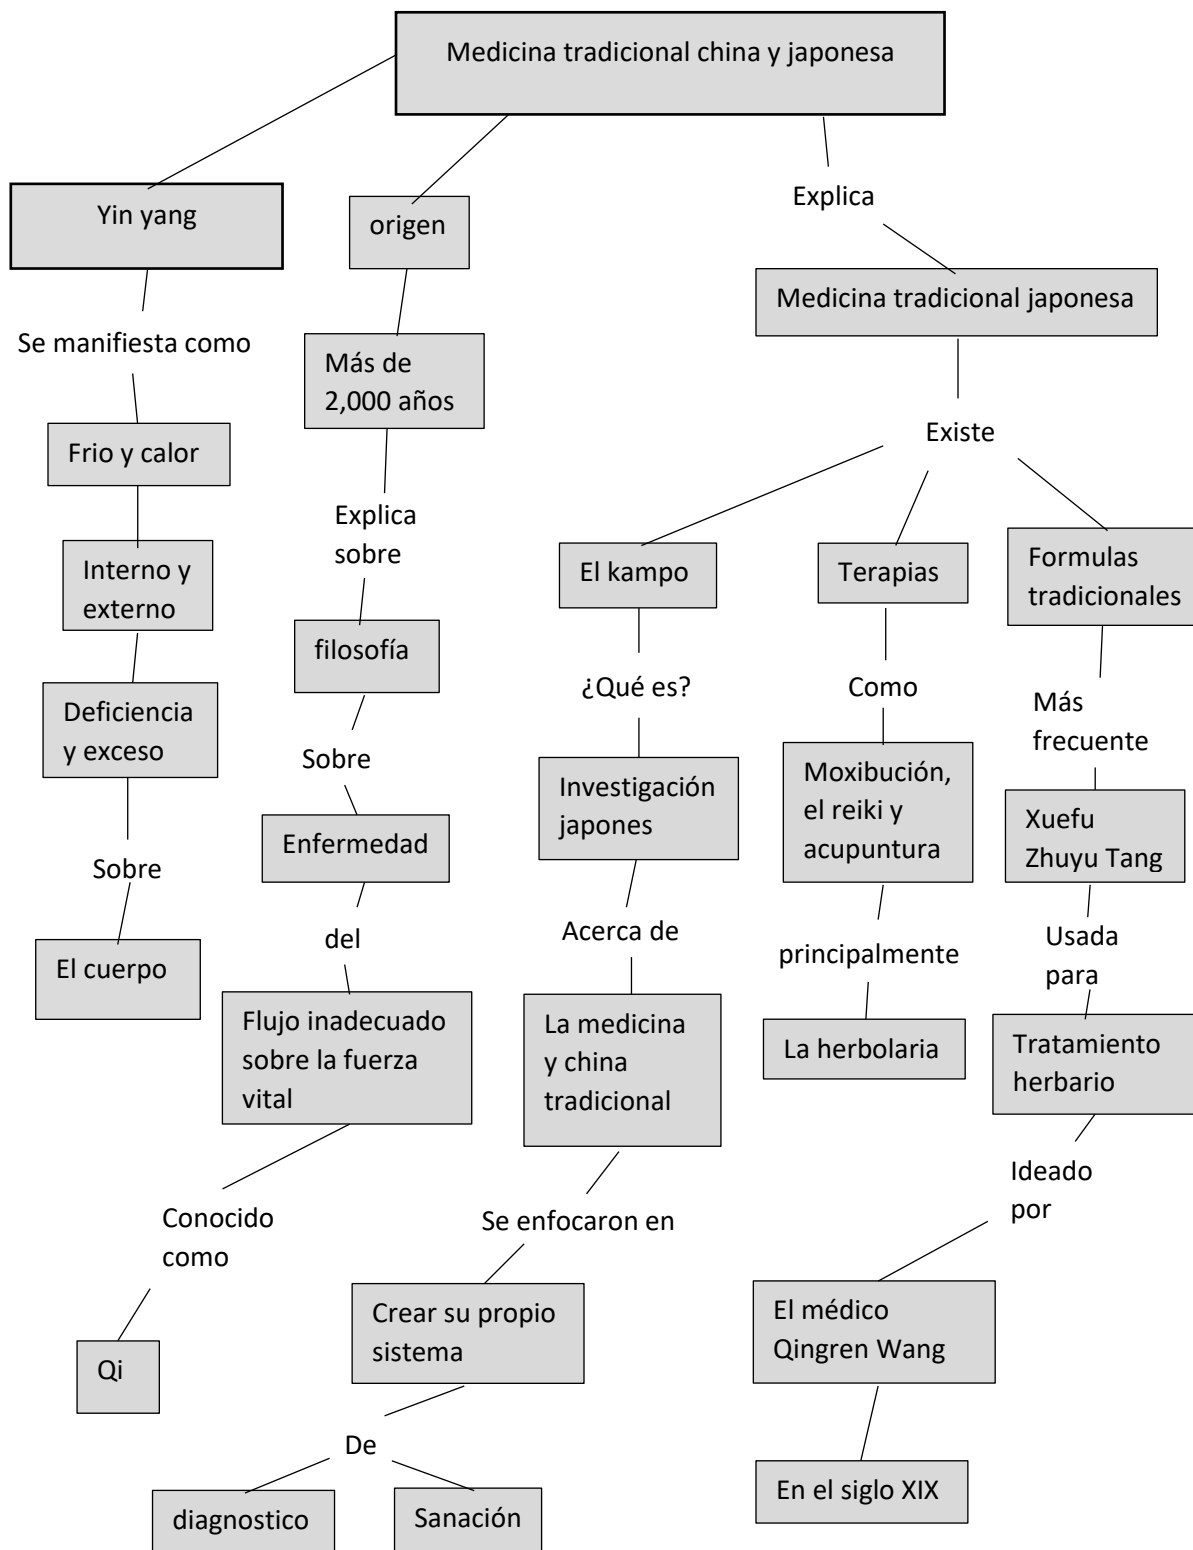 Medicina tradicional china y japonesa
Yin yang
origen
Explica
Medicina tradicional japonesa
Se manifiesta como
Más de
2,000 años
Existe
Frio y calor
Explica
sobre
Interno y
externo
El kampo
Terapias
Formulas
tradicionales
filosofía
¿Qué es?
Como
Más
frecuente
Deficiencia
y exceso
Sobre
Investigación
japones
Moxibución,
el reiki y
acupuntura
Xuefu
Zhuyu Tang
Enfermedad
Sobre
del
Acerca de
principalmente
Usada
para
El cuerpo
Flujo inadecuado
sobre la fuerza
vital
La medicina
y china
tradicional
La herbolaria
Tratamiento
herbario
Ideado
por
Conocido
como
Se enfocaron en
Qi
Crear su propio
sistema
El médico
Qingren Wang
De
diagnostico
Sanación
En el siglo XIX